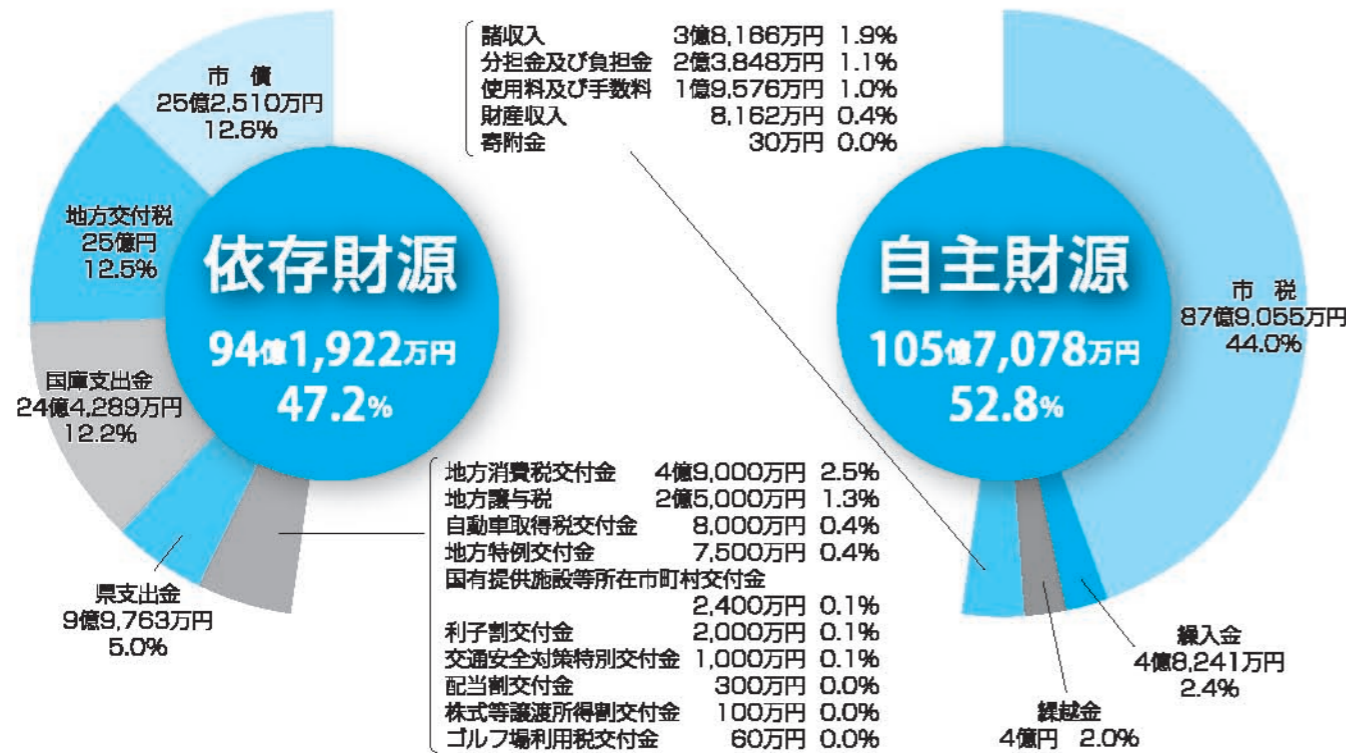 諸収入 3億8,166万円 1.9%
分担金及び負担金 2億3,848万円 1.1%
使用料及び手数料 1億9,576万円 1.0%
財産収入 8,162万円 0.4%
寄附金 30万円 0.0%
市 債
25億2,510万円
12.6%
地方交付税
25億円
12.5%
国庫支出金
24億4,289万円
12.2%
県支出金
9億9,763万円
5.0%
依存財源
94億1,922万円
47.2%
自主財源
105億7,078万円
52.8%
市 税
87億9,055万円
44.0%
地方消費税交付金 4億9,000万円 2.5%
地方譲与税 2億5,000万円 1.3%
自動車取得税交付金 8,000万円 0.4%
地方特例交付金 7,500万円 0.4%
国有提供施設等所在市町村交付金
2,400万円 0.1%
利子割交付金 2,000万円 0.1%
交通安全対策特別交付金 1,000万円 0.1%
配当割交付金 300万円 0.0%
株式等譲渡所得割交付金 100万円 0.0%
ゴルフ場利用税交付金 60万円 0.0%
繰入金
4億8,241万円
2.4%
繰越金
4億円 2.0%